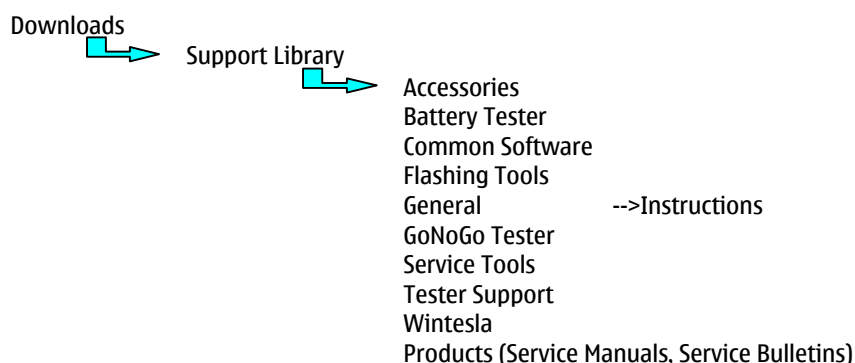 Downloads
Support Library
Accessories
Battery Tester
Common Software
Flashing Tools
General -->Instructions
GoNoGo Tester
Service Tools
Tester Support
Wintesla
Products (Service Manuals, Service Bulletins)